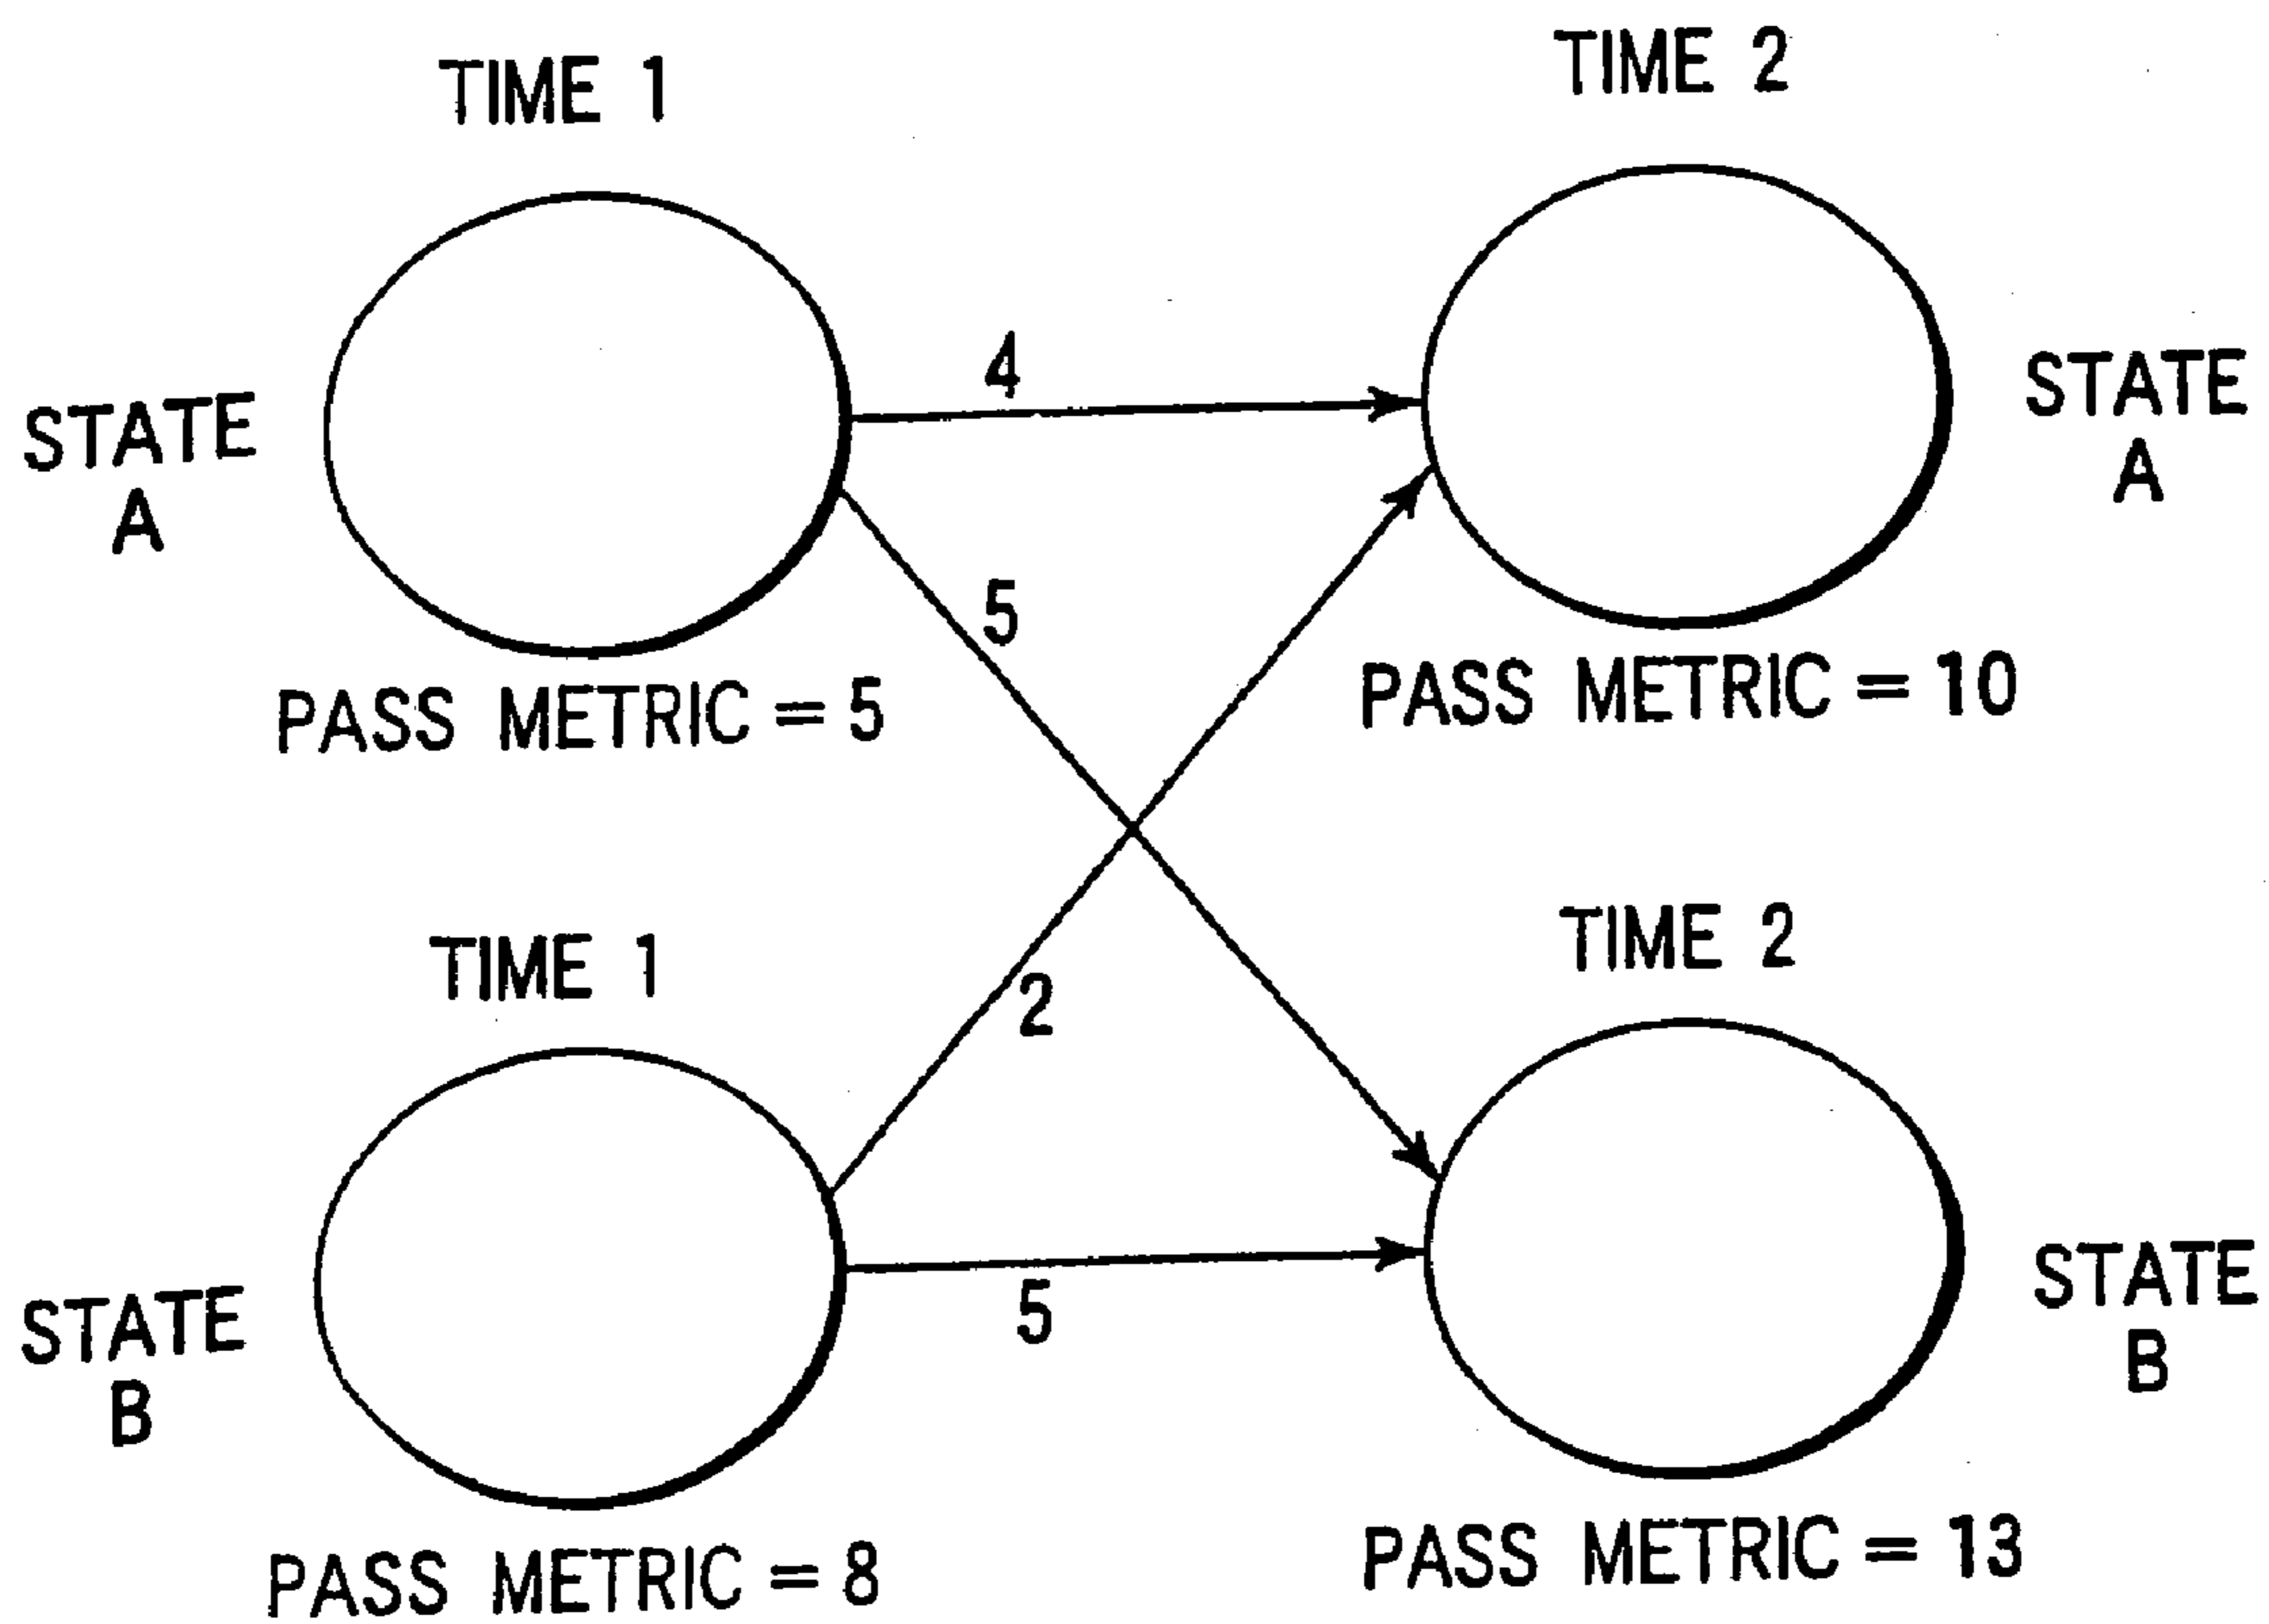 TIME 1
TIME 2
STATE
A
4
STATE
A
5
PASS METRIC = 5
PASS METRIC = 10
TIME 1
TIME 2
2
STATE
B
5
STATE
B
PASS METRIC = 8
PASS METRIC = 13